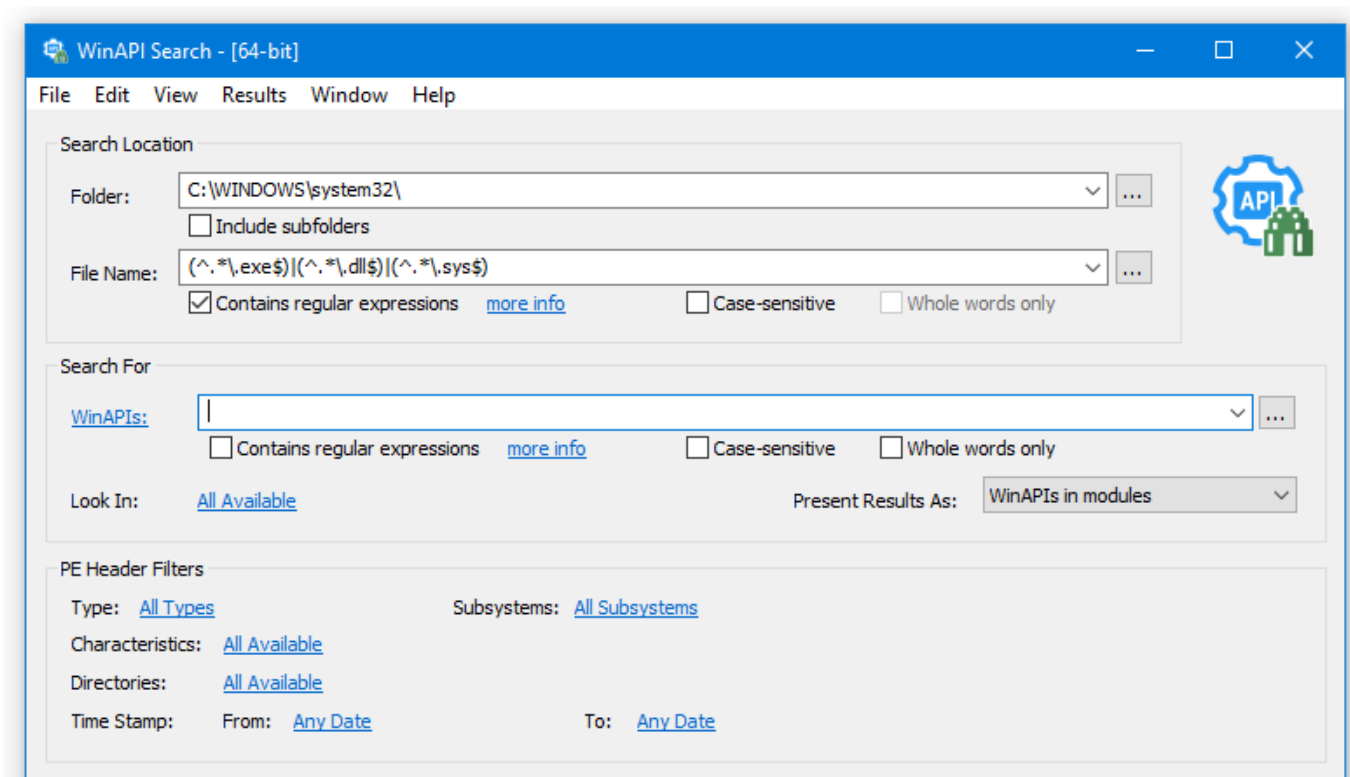 WinAPI Search - [64-bit]
File Edit View Results Window Help
Search Location
Folder: C:\WINDOWS\system32\ ...
Include subfolders
API
File Name: (^.*\.exe$)|(^.*\.dll$)|(^.*\.sys$) ...
Contains regular expressions more info Case-sensitive Whole words only
Search For
WinAPIs: ...
Contains regular expressions more info Case-sensitive Whole words only
Look In: All Available Present Results As: WinAPIs in modules
PE Header Filters
Type: All Types Subsystems: All Subsystems
Characteristics: All Available
Directories: All Available
Time Stamp: From: Any Date To: Any Date